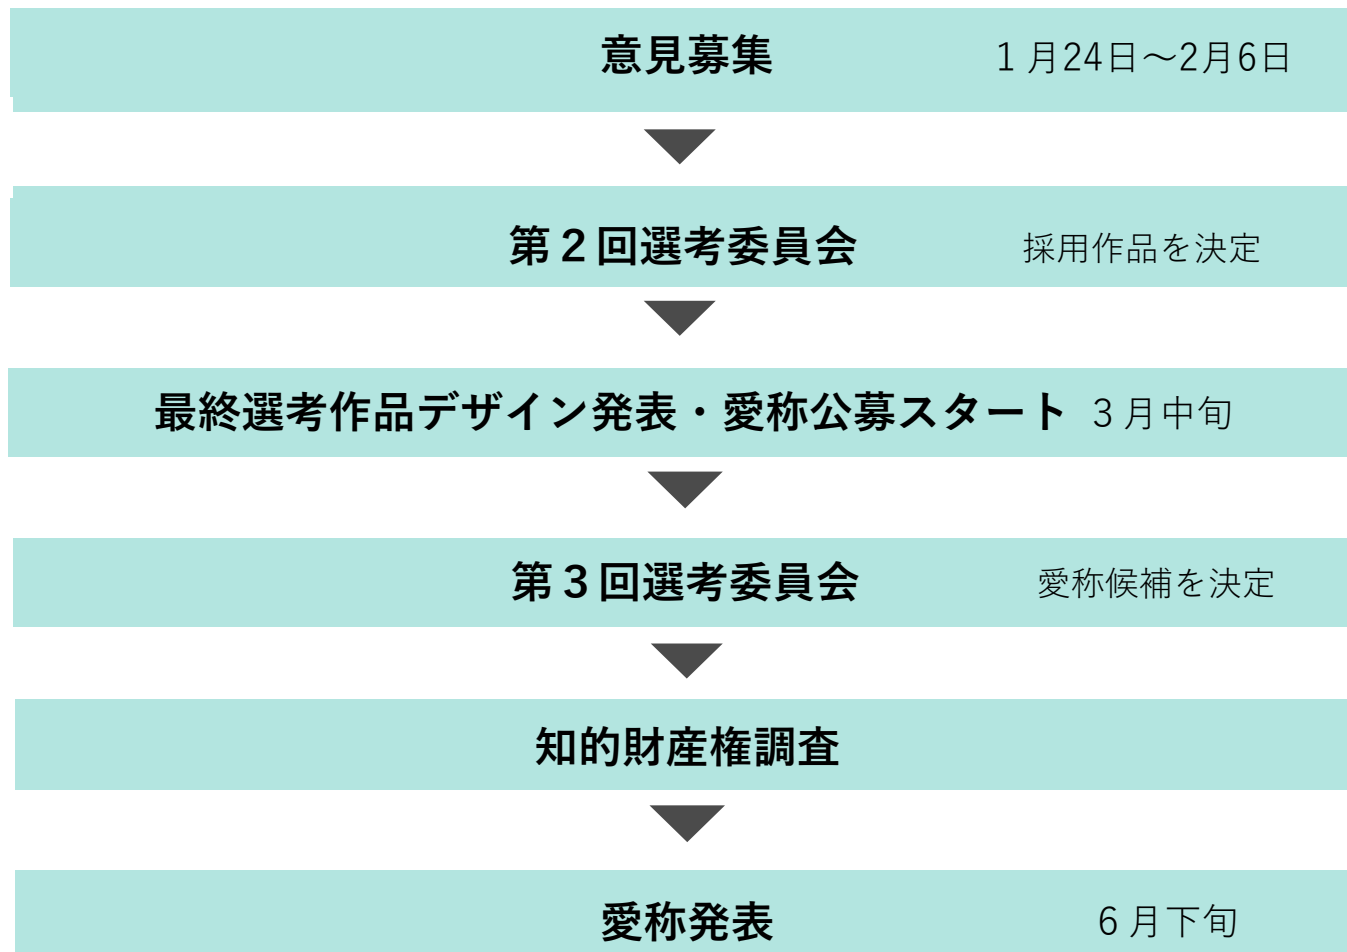 意見募集 １月24日～2月6日
第２回選考委員会 採用作品を決定
最終選考作品デザイン発表・愛称公募スタート ３月中旬
第３回選考委員会 愛称候補を決定
知的財産権調査
愛称発表 ６月下旬